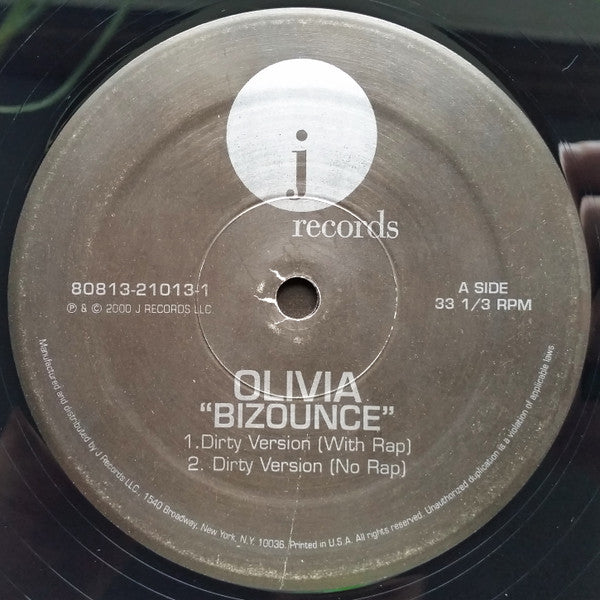 j
records
80813-21013-1
℗ & © 2000 J RECORDS LLC
A SIDE
33 1/3 RPM
OLIVIA
"BIZOUNCE"
1.Dirty Version (With Rap)
2. Dirty Version (No Rap)
Manufactured and distributed by J Records LLC, 1540 Broadway, New York, N.Y. 10036. Printed in U.S.A. All rights reserved. Unauthorized duplication is a violation of applicable laws